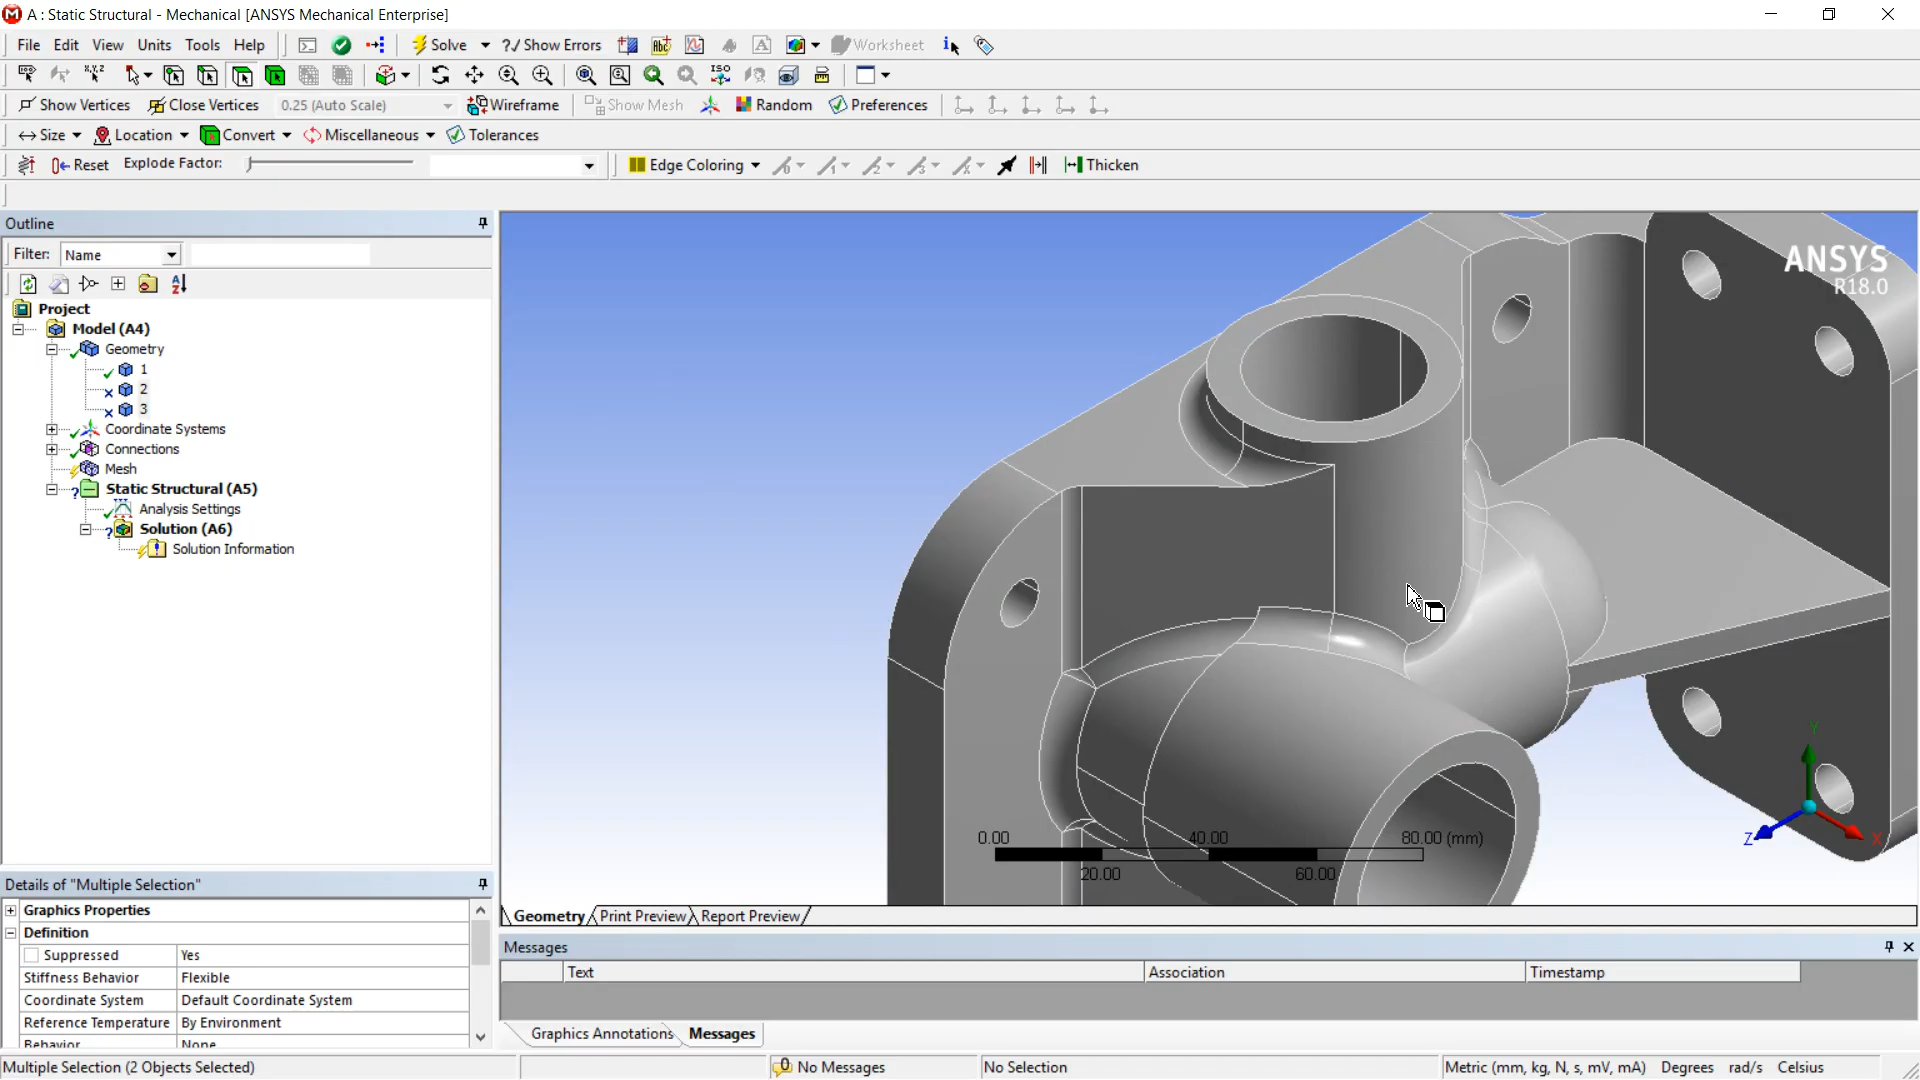 A : Static Structural - Mechanical [ANSYS Mechanical Enterprise]
File Edit View Units Tools Help Solve ?/ Show Errors Worksheet
ISO
Show Vertices Close Vertices 0.25 (Auto Scale) Wireframe Show Mesh Random Preferences
Size Location Convert Miscellaneous Tolerances
Reset Explode Factor: Edge Coloring Thicken
Outline
Filter: Name
Project
Model (A4)
Geometry
1
2
3
Coordinate Systems
Connections
Mesh
Static Structural (A5)
Analysis Settings
Solution (A6)
Solution Information
ANSYS
R18.0
Y
Z X
0.00 40.00 80.00 (mm)
20.00 60.00
Details of "Multiple Selection"
Graphics Properties
Definition
Suppressed Yes
Stiffness Behavior Flexible
Coordinate System Default Coordinate System
Reference Temperature By Environment
Behavior None
Geometry Print Preview Report Preview
Messages
Text Association Timestamp
Graphics Annotations Messages
Multiple Selection (2 Objects Selected) 0 No Messages No Selection Metric (mm, kg, N, s, mV, mA) Degrees rad/s Celsius